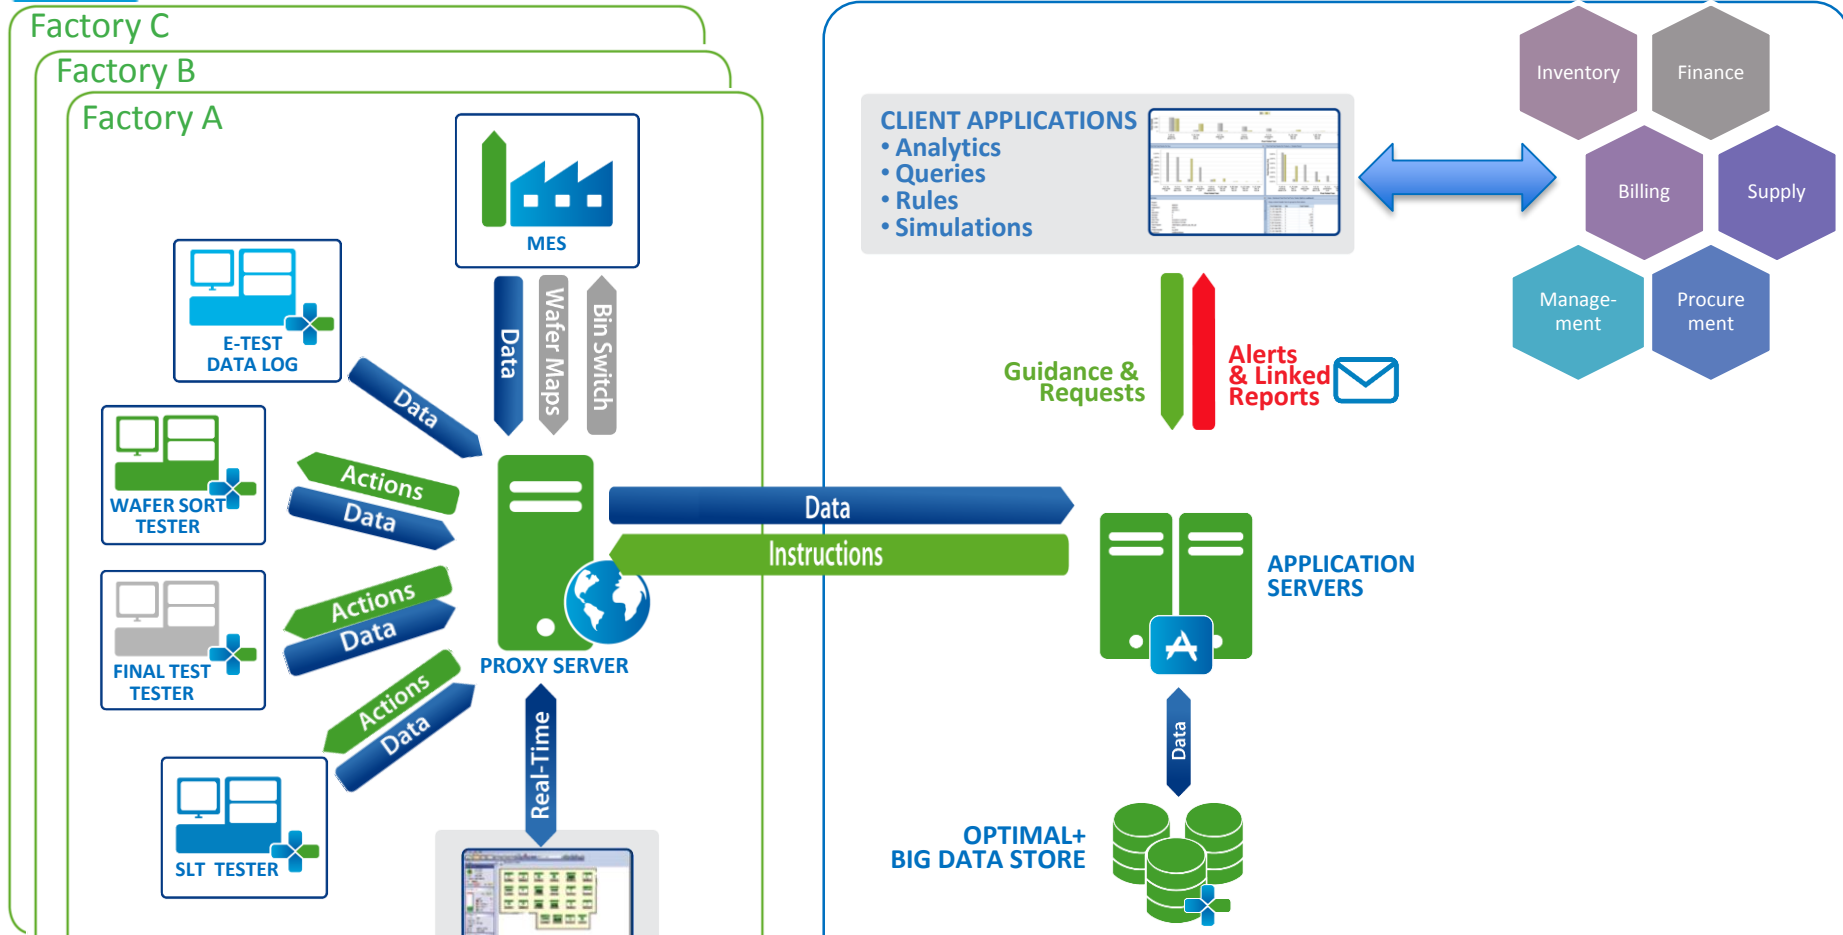 Factory C
Factory B
Factory A
MES
E-TEST
DATA LOG
Data
Wafer Maps
Bin Switch
Data
WAFER SORT
TESTER
Actions
Data
FINAL TEST
TESTER
Actions
Data
SLT TESTER
Actions
Data
PROXY SERVER
Real-Time
Data
Instructions
CLIENT APPLICATIONS
• Analytics
• Queries
• Rules
• Simulations
Guidance &
Requests
Alerts
& Linked
Reports
APPLICATION
SERVERS
Data
OPTIMAL+
BIG DATA STORE
Inventory
Finance
Billing
Supply
Manage-
ment
Procure
ment